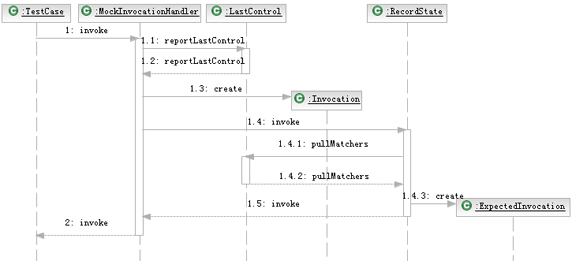 :TestCase
:MockInvocationHandler
:LastControl
:RecordState
1: invoke
1.1: reportLastControl
1.2: reportLastControl
1.3: create
:Invocation
1.4: invoke
1.4.1: pullMatchers
1.4.2: pullMatchers
1.4.3: create
1.5: invoke
:ExpectedInvocation
2: invoke